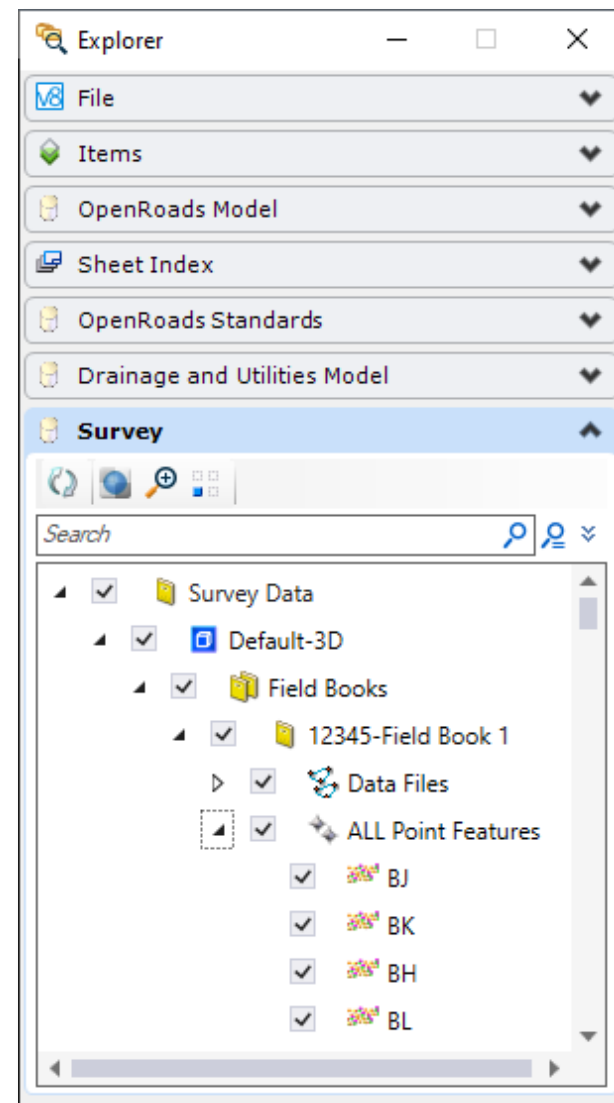 Explorer
V8 File
Items
OpenRoads Model
Sheet Index
OpenRoads Standards
Drainage and Utilities Model
Survey
Search
Survey Data
Default-3D
Field Books
12345-Field Book 1
Data Files
ALL Point Features
BJ
BK
BH
BL